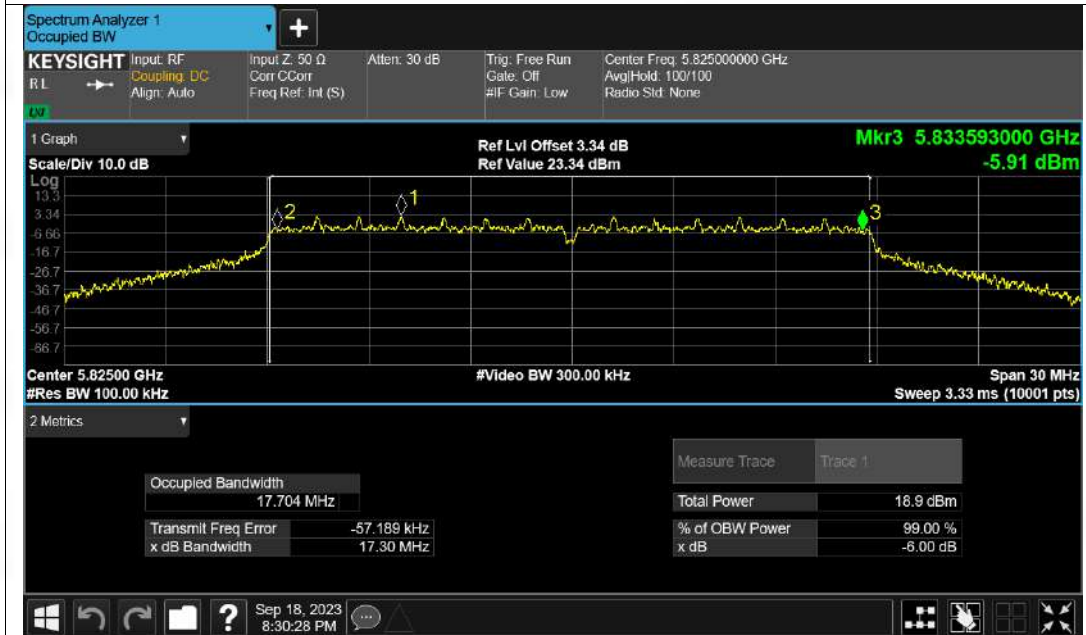 Spectrum Analyzer 1
Occupied BW
+
KEYSIGHT Input: RF Input Z: 50 Ω Atten: 30 dB Trig: Free Run Center Freq: 5.825000000 GHz
R L Coupling: DC Corr CCorr Gate: Off Avg|Hold: 100/100
Align: Auto Freq Ref: Int (S) #IF Gain: Low Radio Std: None
LXI
1 Graph Ref Lvl Offset 3.34 dB Mkr3 5.833593000 GHz
Scale/Div 10.0 dB Ref Value 23.34 dBm -5.91 dBm
Log
13.3
3.34
-6.66
-16.7
-26.7
-36.7
-46.7
-56.7
-66.7
2 1 3
Center 5.82500 GHz #Video BW 300.00 kHz Span 30 MHz
#Res BW 100.00 kHz Sweep 3.33 ms (10001 pts)
2 Metrics
Measure Trace Trace 1
Occupied Bandwidth
17.704 MHz Total Power 18.9 dBm
Transmit Freq Error -57.189 kHz % of OBW Power 99.00 %
x dB Bandwidth 17.30 MHz x dB -6.00 dB
? Sep 18, 2023
8:30:28 PM